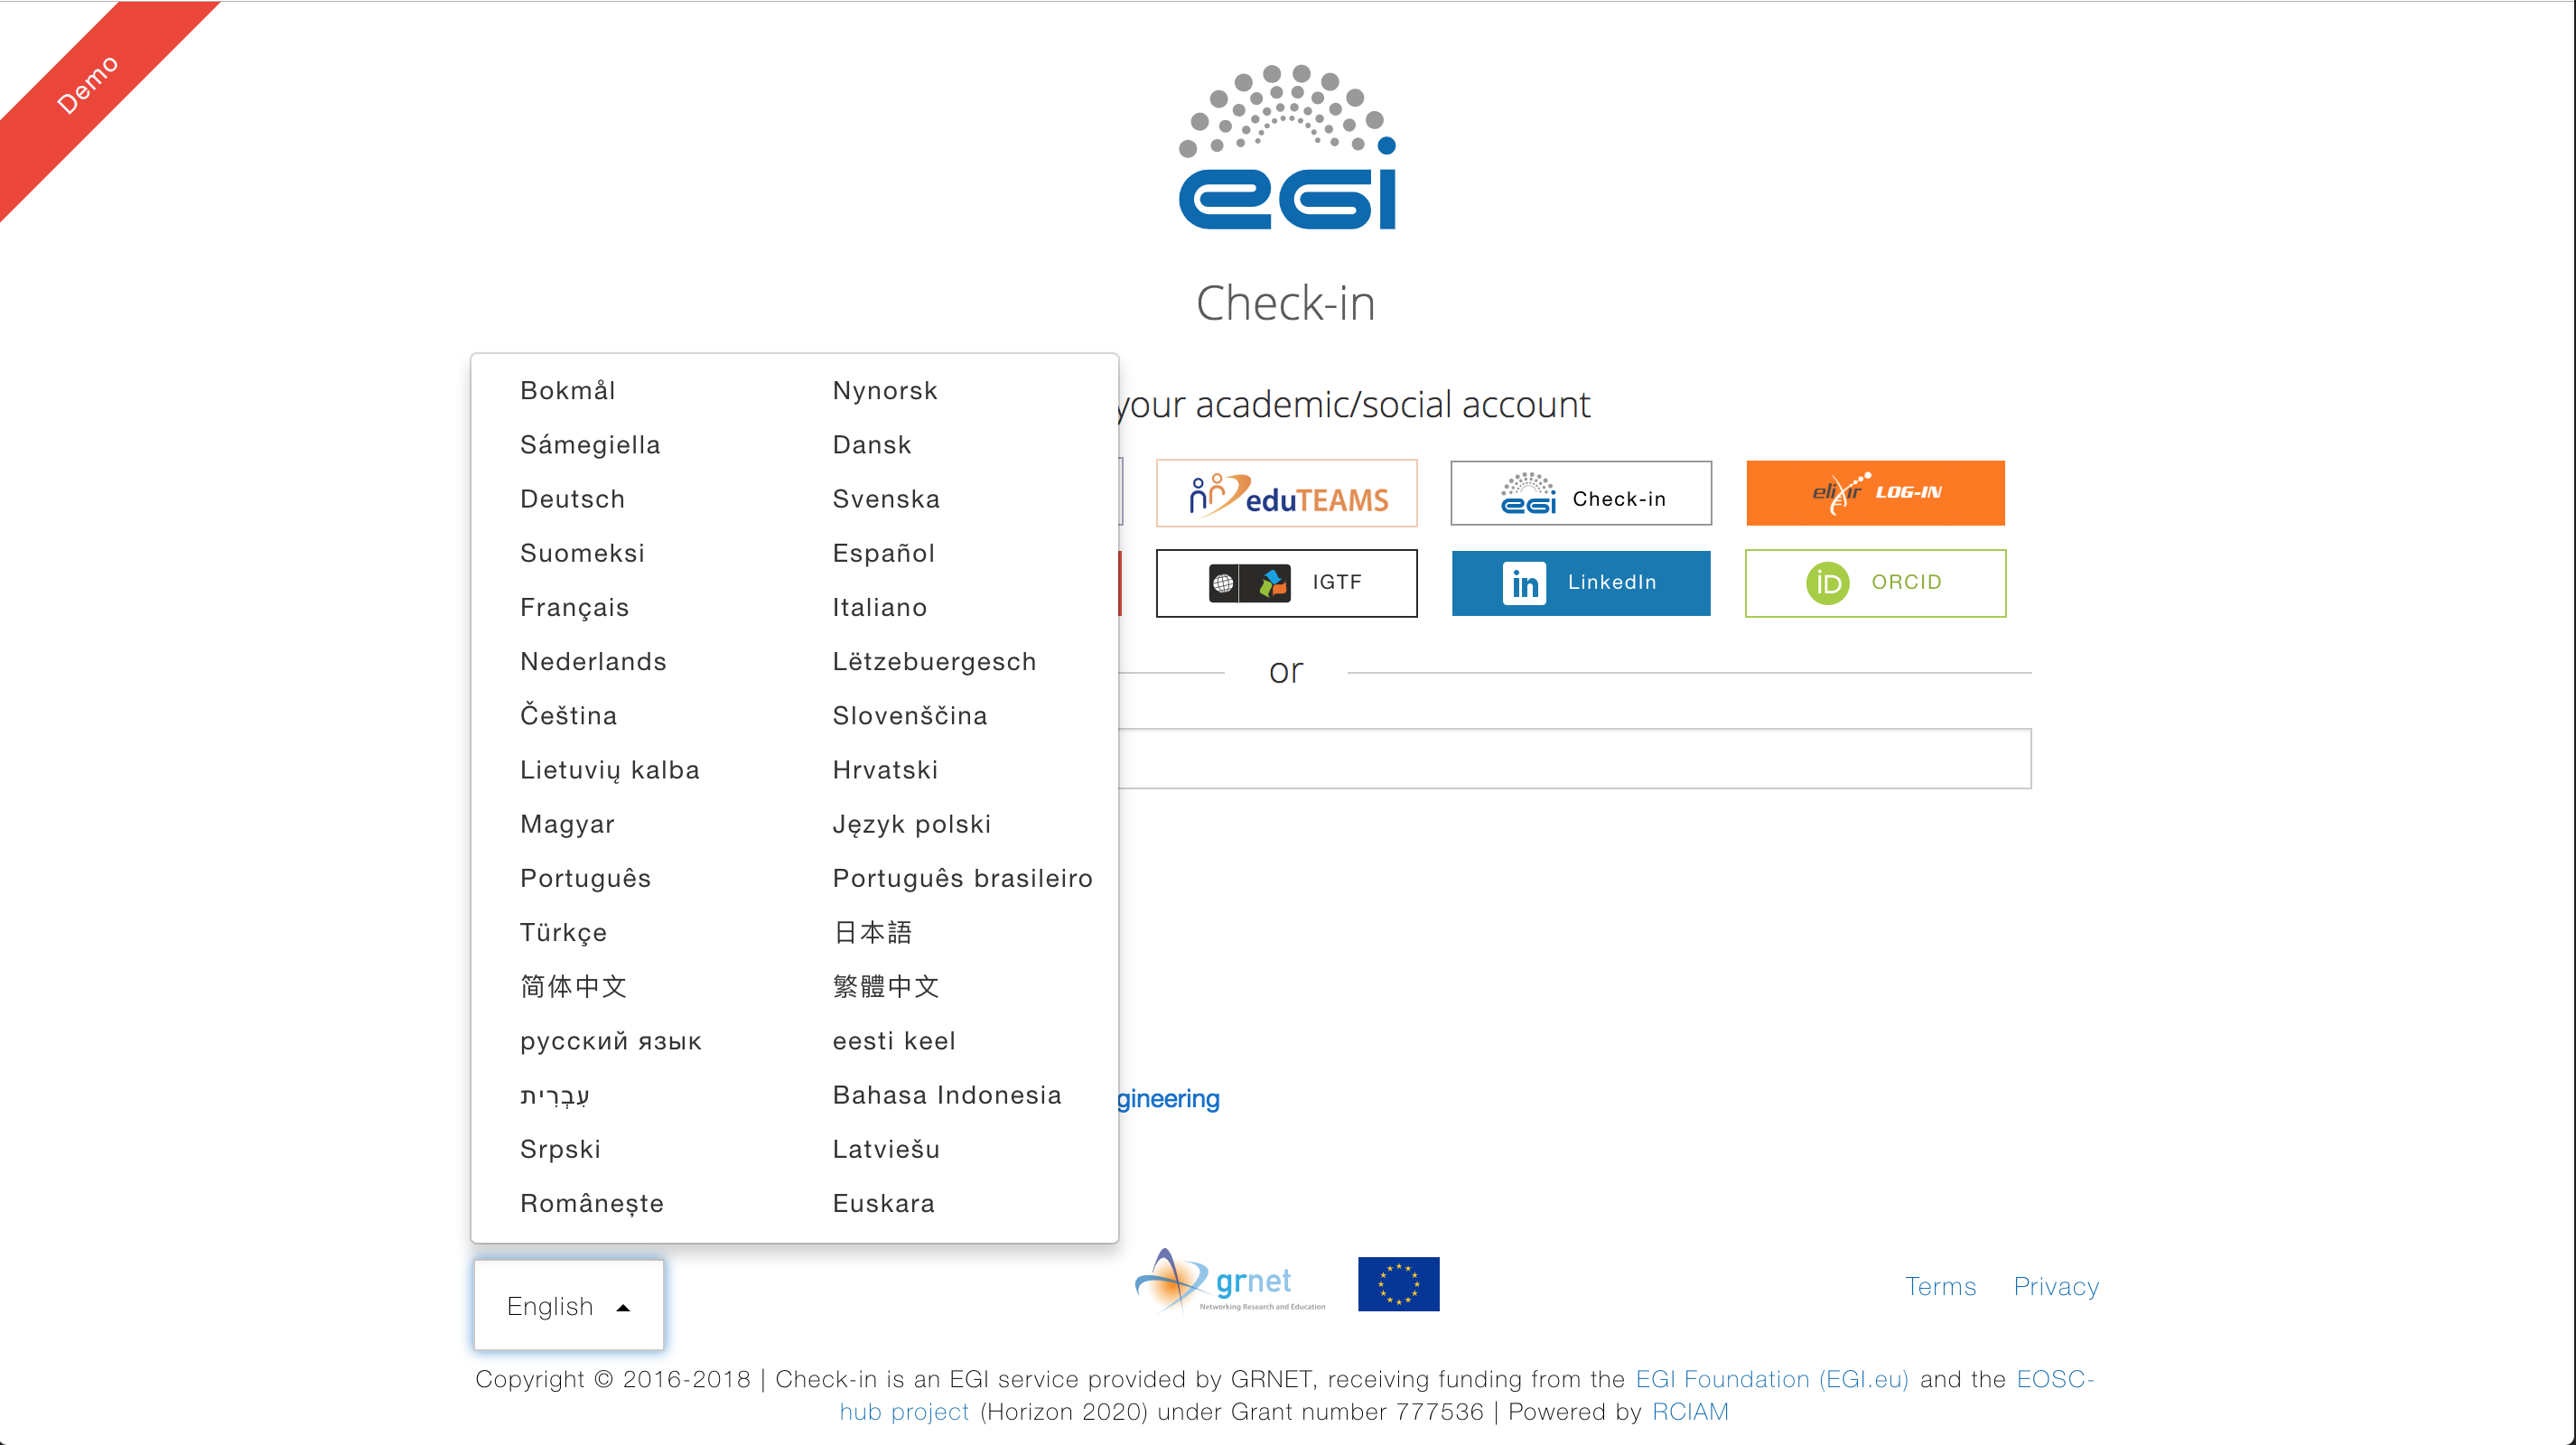 Demo
egi
Check-in
your academic/social account
eduTEAMS
egi Check-in
elixir LOG-IN
IGTF
in LinkedIn
iD ORCID
or
Bokmål Nynorsk
Sámegiella Dansk
Deutsch Svenska
Suomeksi Español
Français Italiano
Nederlands Lëtzebuergesch
Čeština Slovenščina
Lietuvių kalba Hrvatski
Magyar Język polski
Português Português brasileiro
Türkçe 日本語
简体中文 繁體中文
русский язык eesti keel
עִבְרִית Bahasa Indonesia
Srpski Latviešu
Românește Euskara
gineering
English
grnet
Networking Research and Education
Terms Privacy
Copyright © 2016-2018 | Check-in is an EGI service provided by GRNET, receiving funding from the EGI Foundation (EGI.eu) and the EOSC-
hub project (Horizon 2020) under Grant number 777536 | Powered by RCIAM